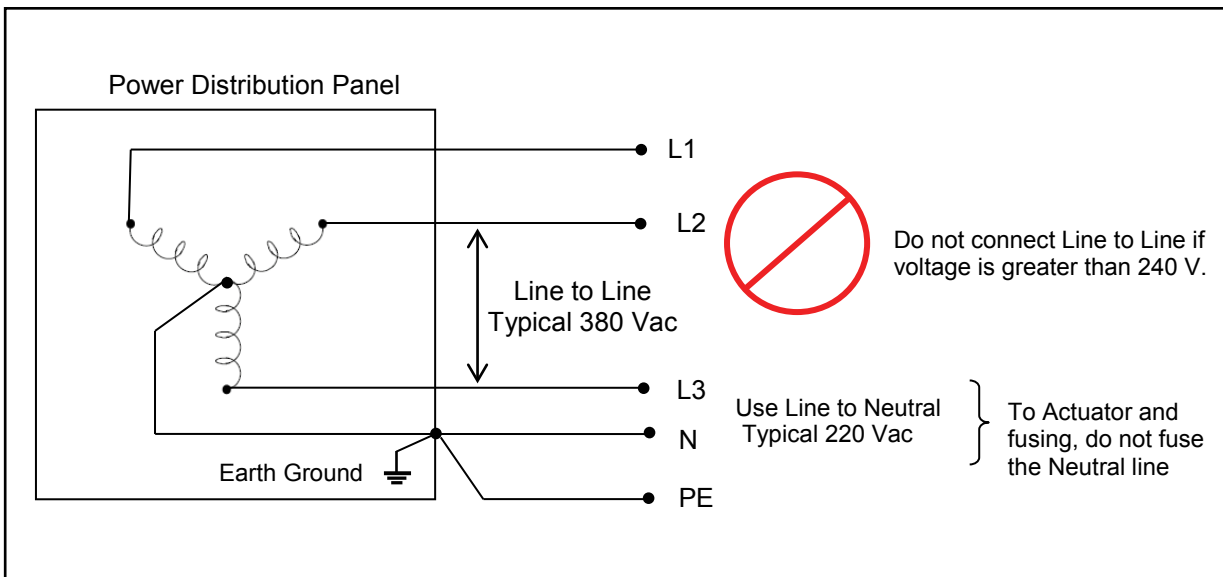 Power Distribution Panel
L1
L2
Do not connect Line to Line if
voltage is greater than 240 V.
Line to Line
Typical 380 Vac
L3
Use Line to Neutral
Typical 220 Vac
To Actuator and
fusing, do not fuse
the Neutral line
N
Earth Ground
PE